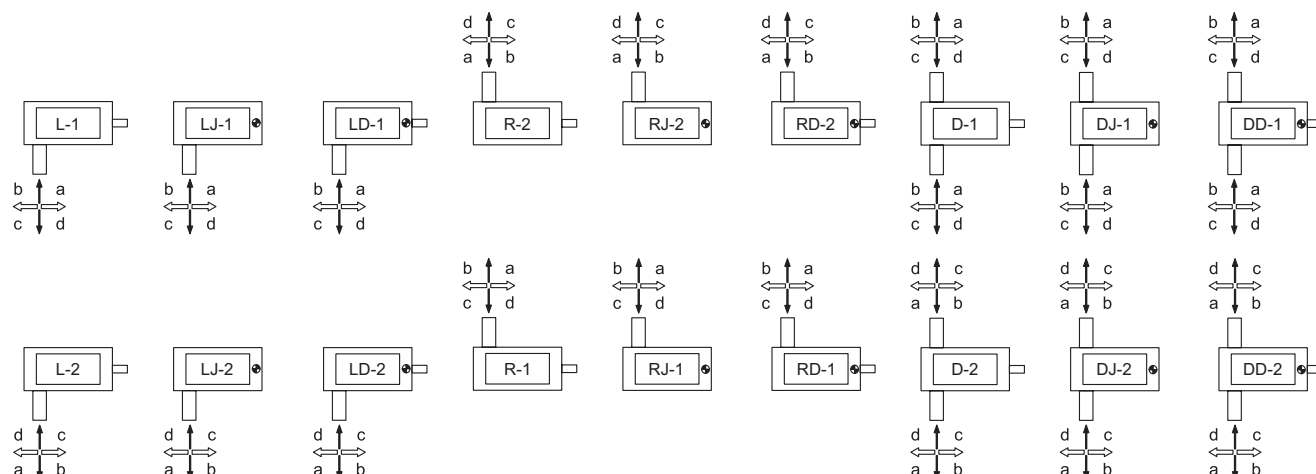 d c d c d c b a b a b a
a b a b a b c d c d c d
L-1 LJ-1 LD-1 R-2 RJ-2 RD-2 D-1 DJ-1 DD-1
b a b a b a b a b a b a
c d c d c d c d c d c d
b a b a b a d c d c d c
c d c d c d a b a b a b
L-2 LJ-2 LD-2 R-1 RJ-1 RD-1 D-2 DJ-2 DD-2
d c d c d c d c d c d c
a b a b a b a b a b a b